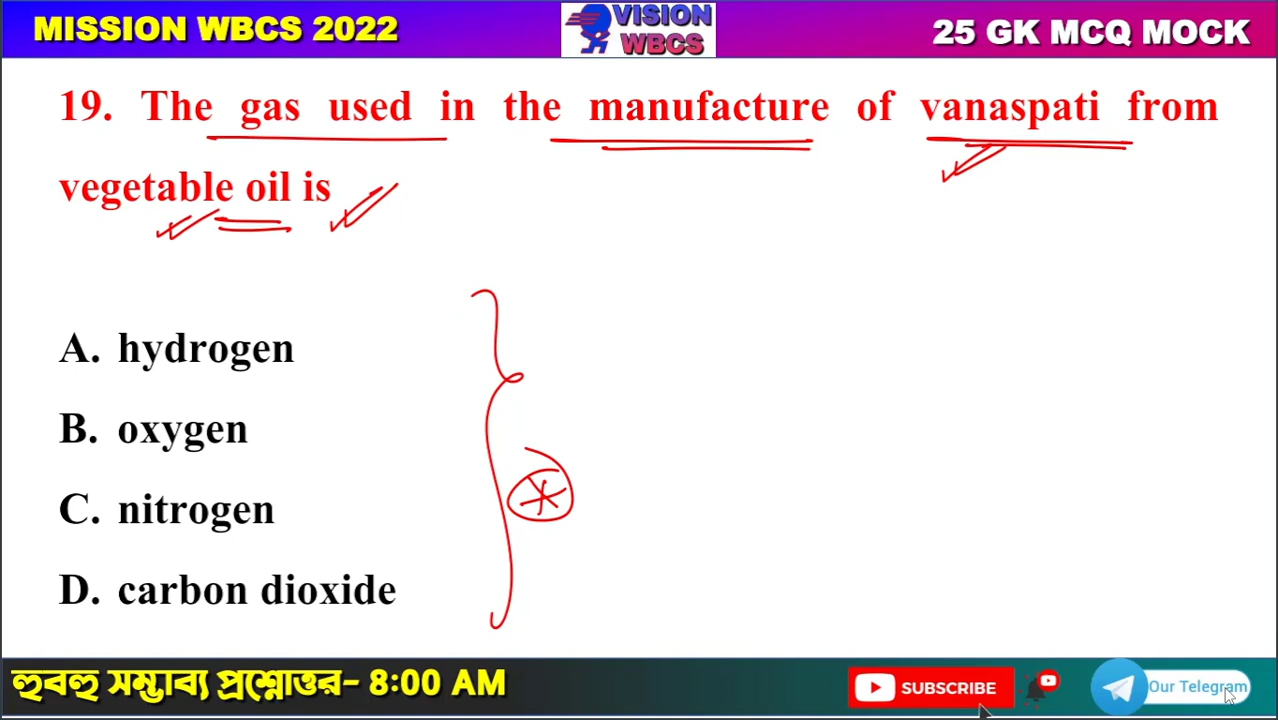 MISSION WBCS 2022
VISION
WBCS
25 GK MCQ MOCK
19. The gas used in the manufacture of vanaspati from
vegetable oil is
A. hydrogen
B. oxygen
C. nitrogen
D. carbon dioxide
হুবহু সম্ভাব্য প্রশ্নোত্তর- 8:00 AM
SUBSCRIBE
Our Telegram